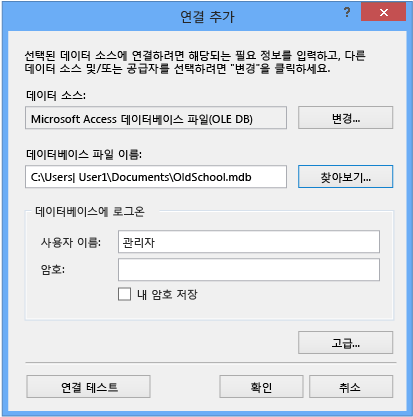 연결 추가
?
선택된 데이터 소스에 연결하려면 해당되는 필요 정보를 입력하고, 다른
데이터 소스 및/또는 공급자를 선택하려면 "변경"을 클릭하세요.
데이터 소스:
Microsoft Access 데이터베이스 파일(OLE DB)
변경...
데이터베이스 파일 이름:
C:\Users| User1\Documents\OldSchool.mdb
찾아보기...
데이터베이스에 로그온
사용자 이름:
관리자
암호:
내 암호 저장
고급...
연결 테스트
확인
취소